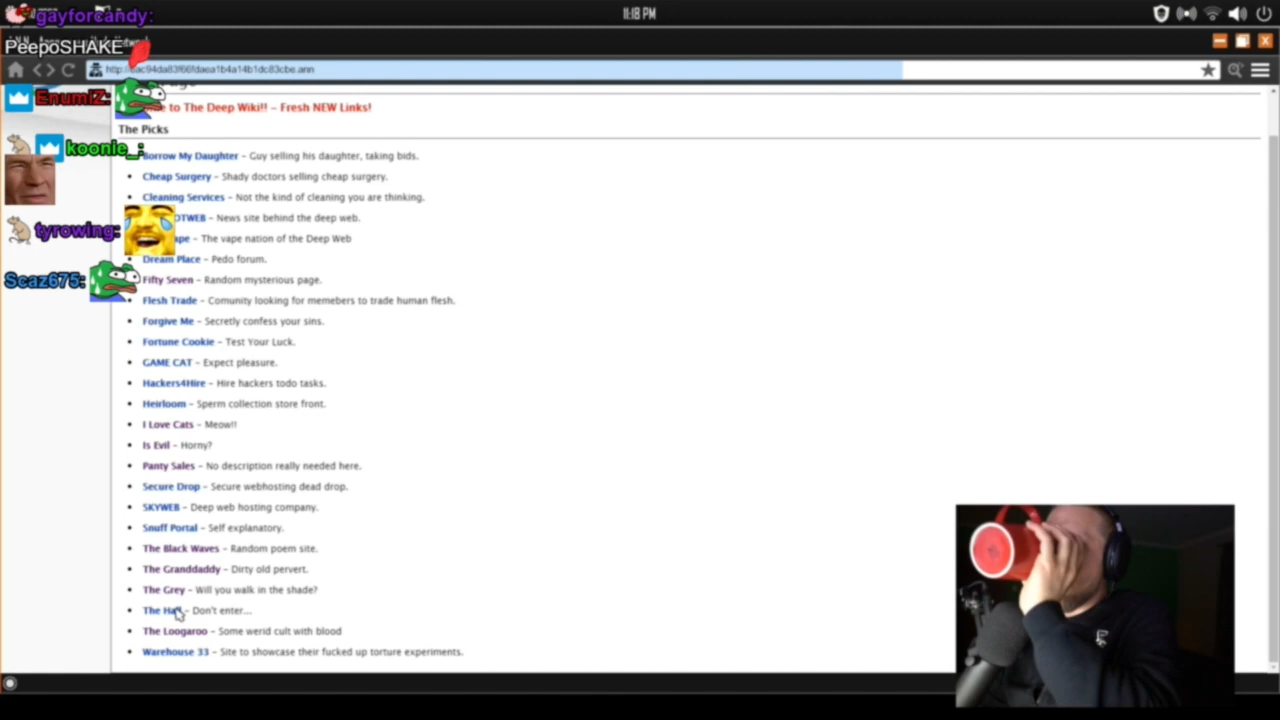 gayforcandy:
11:18 PM
PeepoSHAKE
EnumiZ:
to The Deep Wiki!! – Fresh NEW Links!
The Picks
koonie_:
Borrow My Daughter – Guy selling his daughter, taking bids.
Cheap Surgery – Shady doctors selling cheap surgery.
Cleaning Services – Not the kind of cleaning you are thinking.
tyrowing:
– News site behind the deep web.
– The vape nation of the Deep Web
Dream Place – Pedo forum.
Scaz675:
Fifty Seven – Random mysterious page.
Flesh Trade – Comunity looking for memebers to trade human flesh.
Forgive Me – Secretly confess your sins.
Fortune Cookie – Test Your Luck.
GAME CAT – Expect pleasure.
Hackers4Hire – Hire hackers todo tasks.
Heirloom – Sperm collection store front.
I Love Cats – Meow!!
Is Evil – Horny?
Panty Sales – No description really needed here.
Secure Drop – Secure webhosting dead drop.
SKYWEB – Deep web hosting company.
Snuff Portal – Self explanatory.
The Black Waves – Random poem site.
The Granddaddy – Dirty old pervert.
The Grey – Will you walk in the shade?
The – Don't enter...
The Loogaroo – Some werid cult with blood
Warehouse 33 – Site to showcase their fucked up torture experiments.